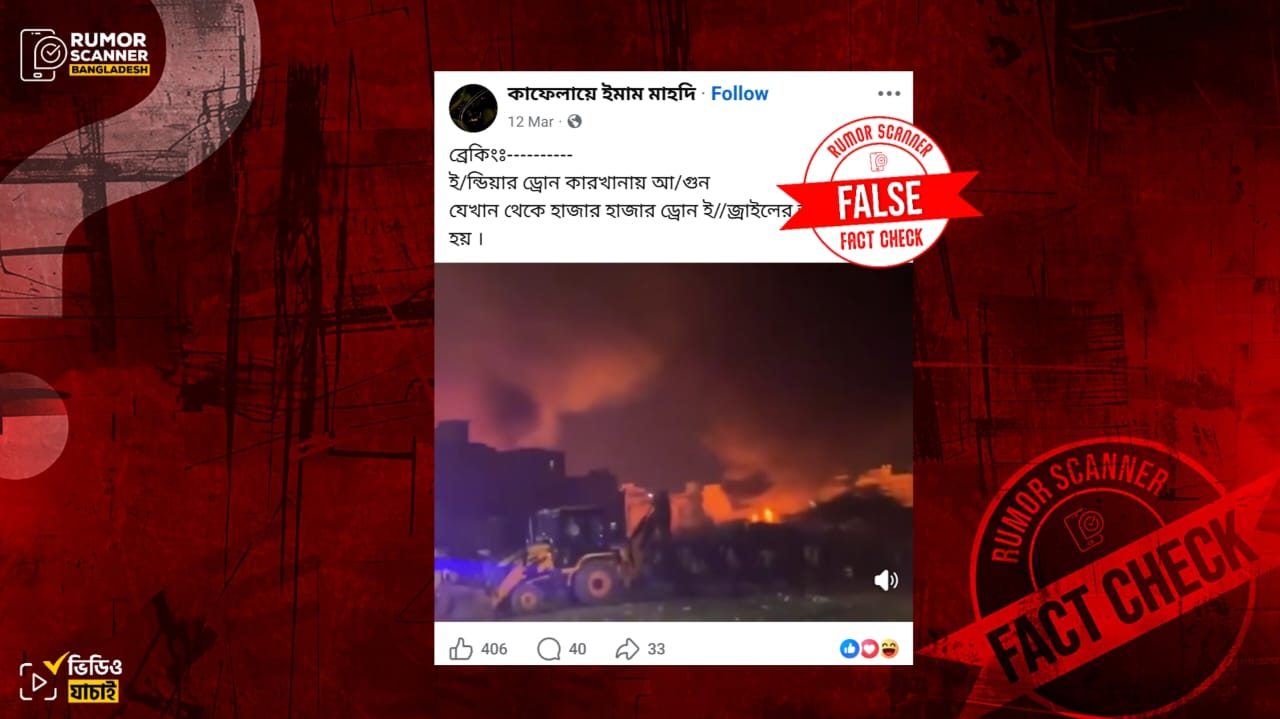 RUMOR
SCANNER
BANGLADESH
কাফেলায়ে ইমাম মাহদি · Follow
12 Mar ·
ব্রেকিংঃ----------
ই/ন্ডিয়ার ড্রোন কারখানায় আ/গুন
যেখান থেকে হাজার হাজার ড্রোন ই//জ্রাইলের
হয় ।
RUMOR SCANNER
FALSE
FACT CHECK
406 40 33
RUMOR SCANNER
FACT CHECK
ভিডিও
যাচাই